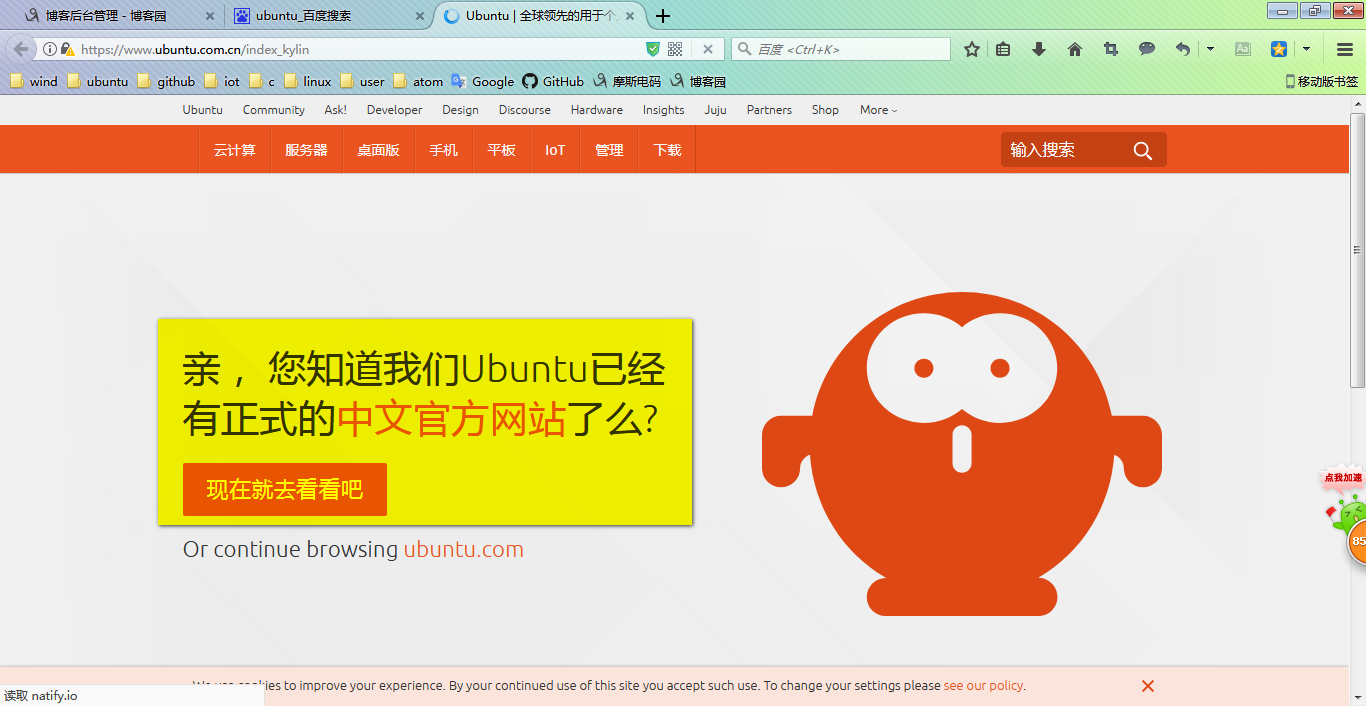 博客后台管理 - 博客园
ubuntu_百度搜索
Ubuntu | 全球领先的用于个
https://www.ubuntu.com.cn/index_kylin
百度 <Ctrl+K>
wind
ubuntu
github
iot
c
linux
user
atom
Google
GitHub
摩斯电码
博客园
移动版书签
Ubuntu
Community
Ask!
Developer
Design
Discourse
Hardware
Insights
Juju
Partners
Shop
More
云计算
服务器
桌面版
手机
平板
IoT
管理
下载
输入搜索
亲，您知道我们Ubuntu已经
有正式的中文官方网站了么?
现在就去看看吧
Or continue browsing ubuntu.com
点我加速
85
We use cookies to improve your experience. By your continued use of this site you accept such use. To change your settings please see our policy.
读取 natify.io